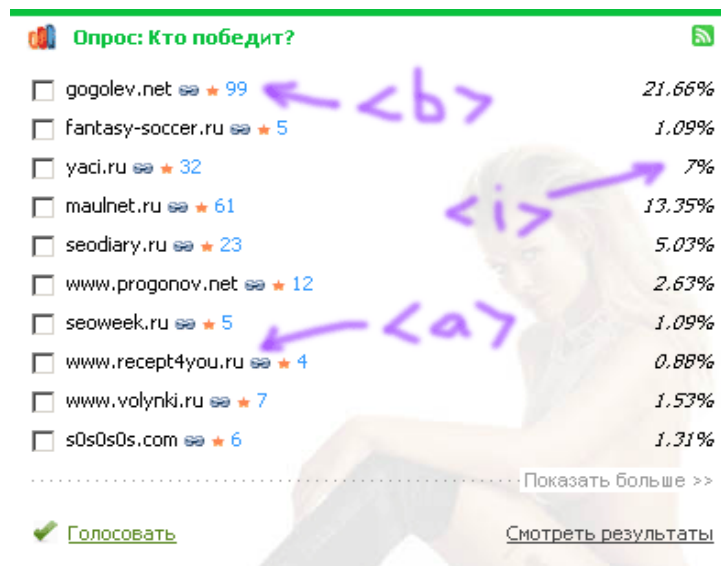 Опрос: Кто победит?
gogolev.net 99 <b> 21.66%
fantasy-soccer.ru 5 1.09%
yaci.ru 32 7%
maulnet.ru 61 <i> 13.35%
seodiary.ru 23 5.03%
www.progonov.net 12 2.63%
seoweek.ru 5 <a> 1.09%
www.recept4you.ru 4 0.88%
www.volynki.ru 7 1.53%
s0s0s0s.com 6 1.31%
Показать больше >>
Голосовать Смотреть результаты